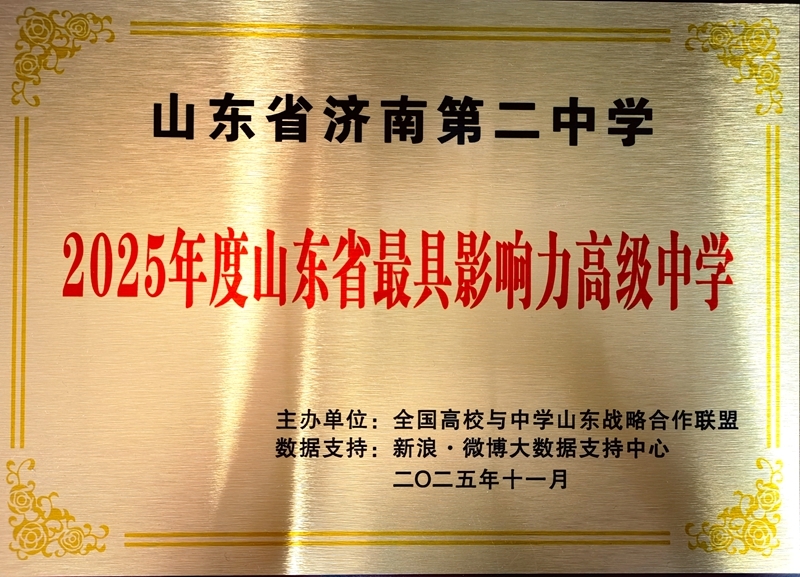 山东省济南第二中学
2025年度山东省最具影响力高级中学
主办单位：全国高校与中学山东战略合作联盟
数据支持：新浪·微博大数据支持中心
二〇二五年十一月